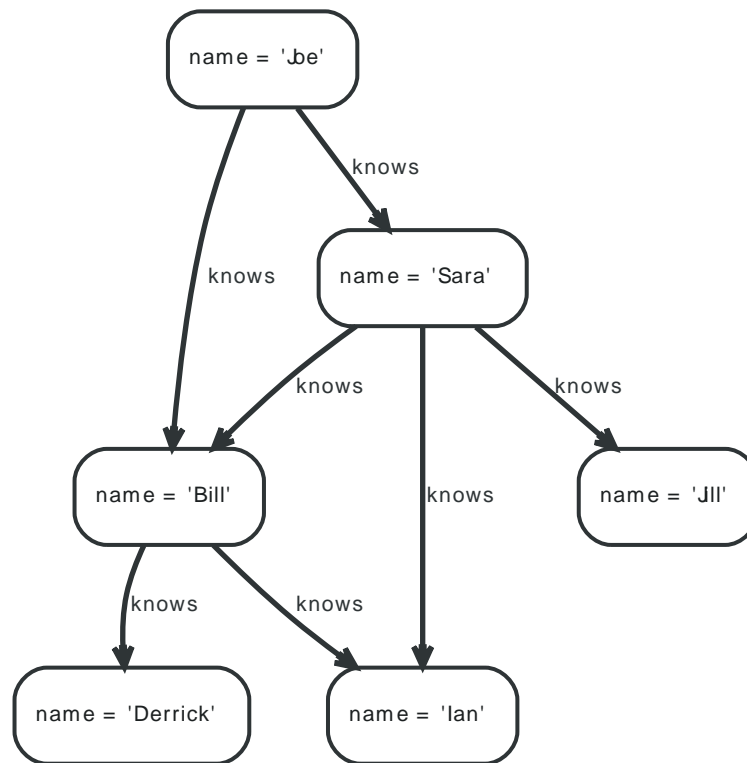 name = 'Joe'
knows
name = 'Sara'
knows
knows
knows
name = 'Bill'
knows
name = 'Jill'
knows
knows
name = 'Derrick'
name = 'Ian'